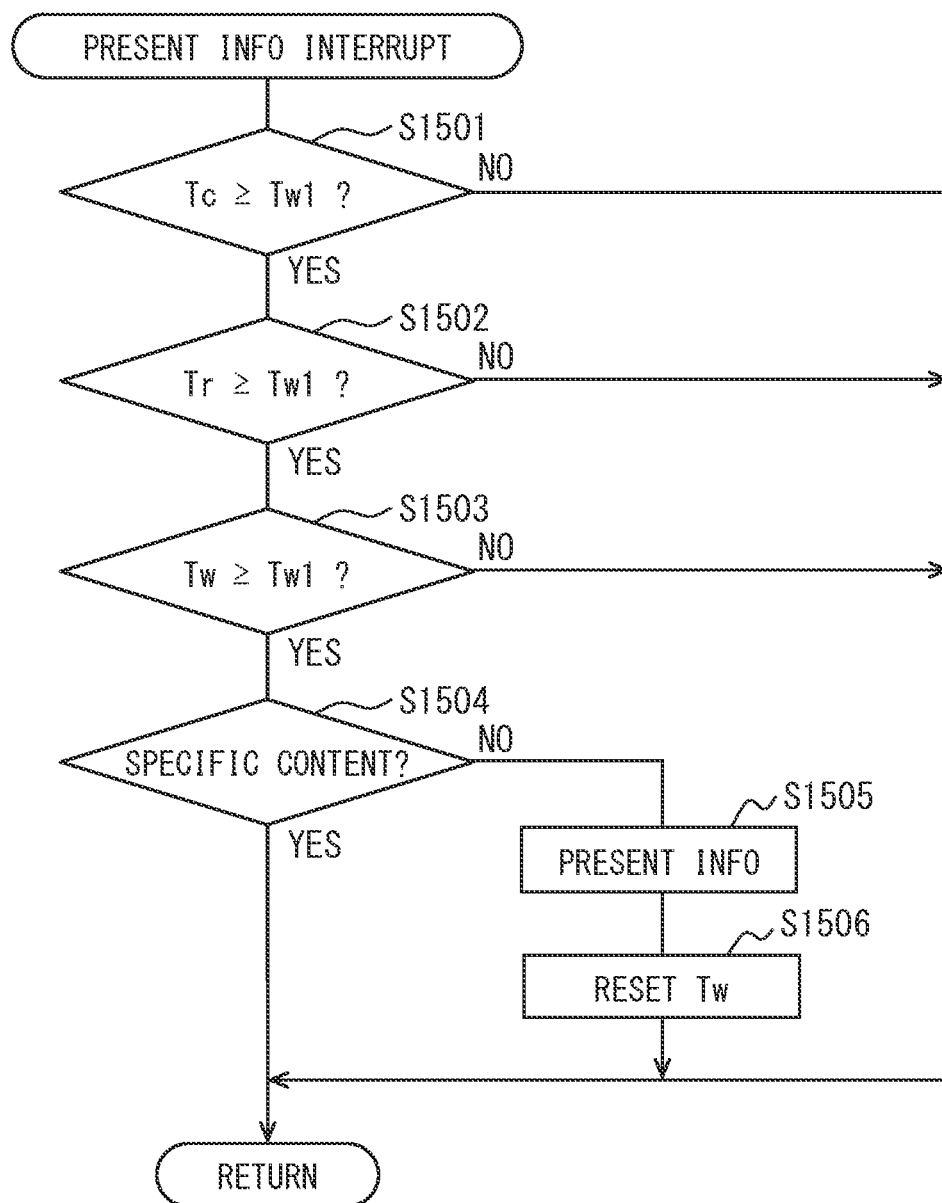 PRESENT INFO INTERRUPT
S1501
Tc ≥ Tw1 ?
NO
YES
S1502
Tr ≥ Tw1 ?
NO
YES
S1503
Tw ≥ Tw1 ?
NO
YES
S1504
SPECIFIC CONTENT?
NO
YES
S1505
PRESENT INFO
S1506
RESET Tw
RETURN